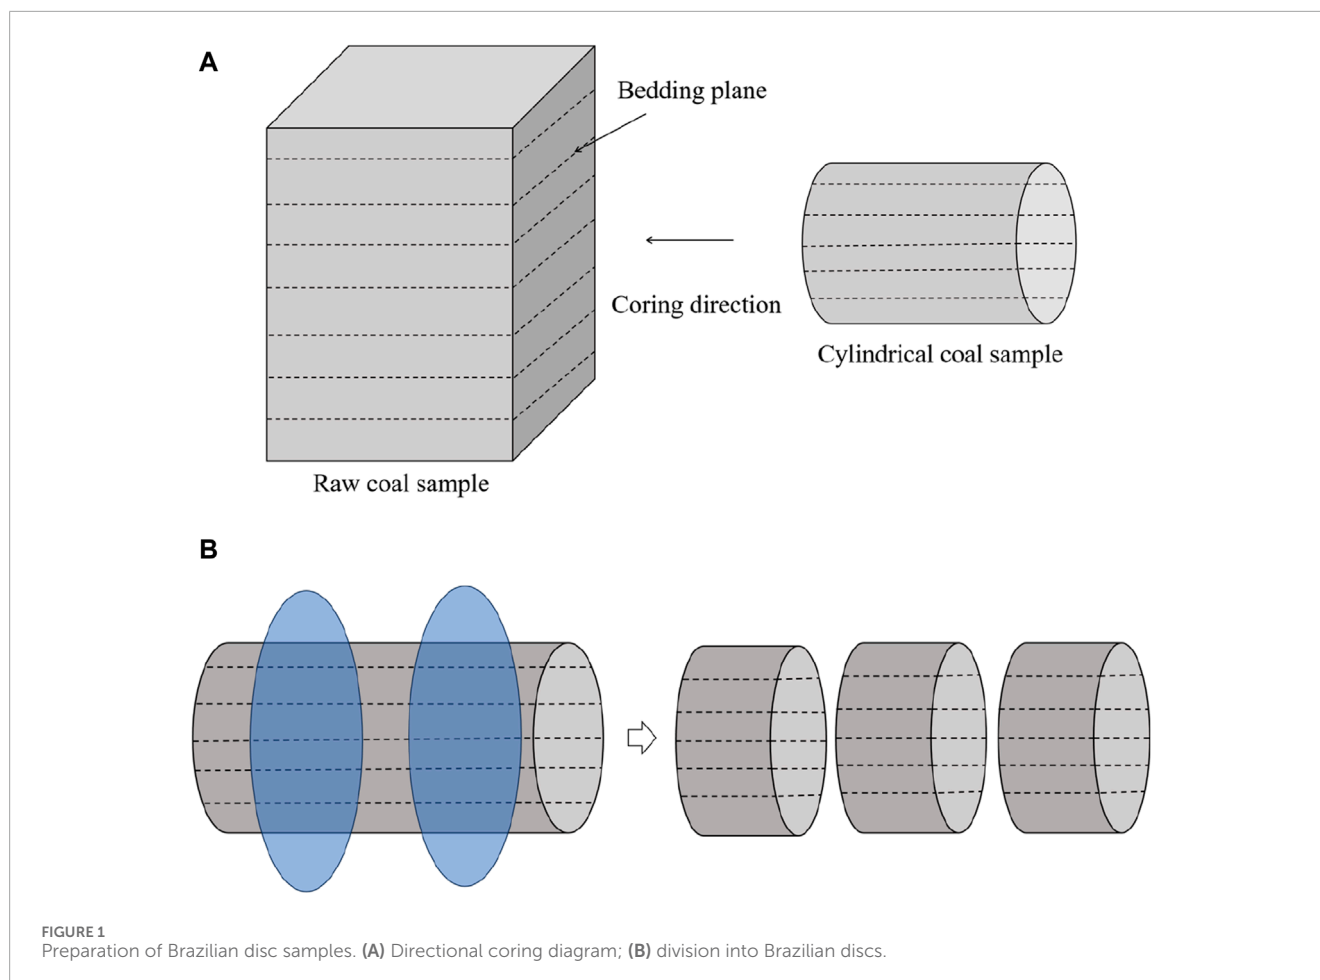 A
Bedding plane
Coring direction
Cylindrical coal sample
Raw coal sample
B
FIGURE 1
Preparation of Brazilian disc samples. (A) Directional coring diagram; (B) division into Brazilian discs.